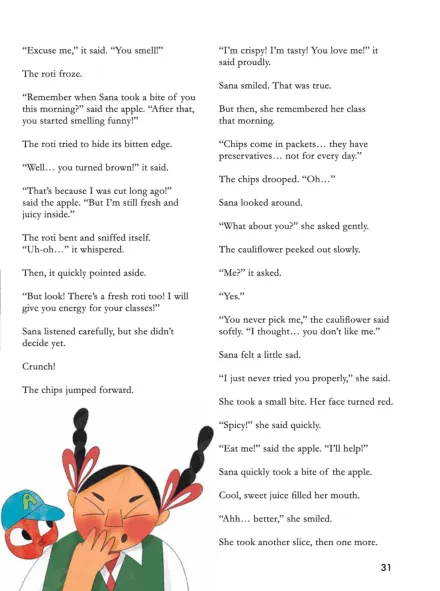 “Excuse me,” it said. “You smell!”
The roti froze.
“Remember when Sana took a bite of you
this morning?” said the apple. “After that,
you started smelling funny!”
The roti tried to hide its bitten edge.
“Well… you turned brown!” it said.
“That’s because I was cut long ago!”
said the apple. “But I’m still fresh and
juicy inside.”
The roti bent and sniffed itself.
“Uh-oh…” it whispered.
Then, it quickly pointed aside.
“But look! There’s a fresh roti too! I will
give you energy for your classes!”
Sana listened carefully, but she didn’t
decide yet.
Crunch!
The chips jumped forward.
A
“I’m crispy! I’m tasty! You love me!” it
said proudly.
Sana smiled. That was true.
But then, she remembered her class
that morning.
“Chips come in packets… they have
preservatives… not for every day.”
The chips drooped. “Oh…”
Sana looked around.
“What about you?” she asked gently.
The cauliflower peeked out slowly.
“Me?” it asked.
“Yes.”
“You never pick me,” the cauliflower said
softly. “I thought… you don’t like me.”
Sana felt a little sad.
“I just never tried you properly,” she said.
She took a small bite. Her face turned red.
“Spicy!” she said quickly.
“Eat me!” said the apple. “I’ll help!”
Sana quickly took a bite of the apple.
Cool, sweet juice filled her mouth.
“Ahh… better,” she smiled.
She took another slice, then one more.
31